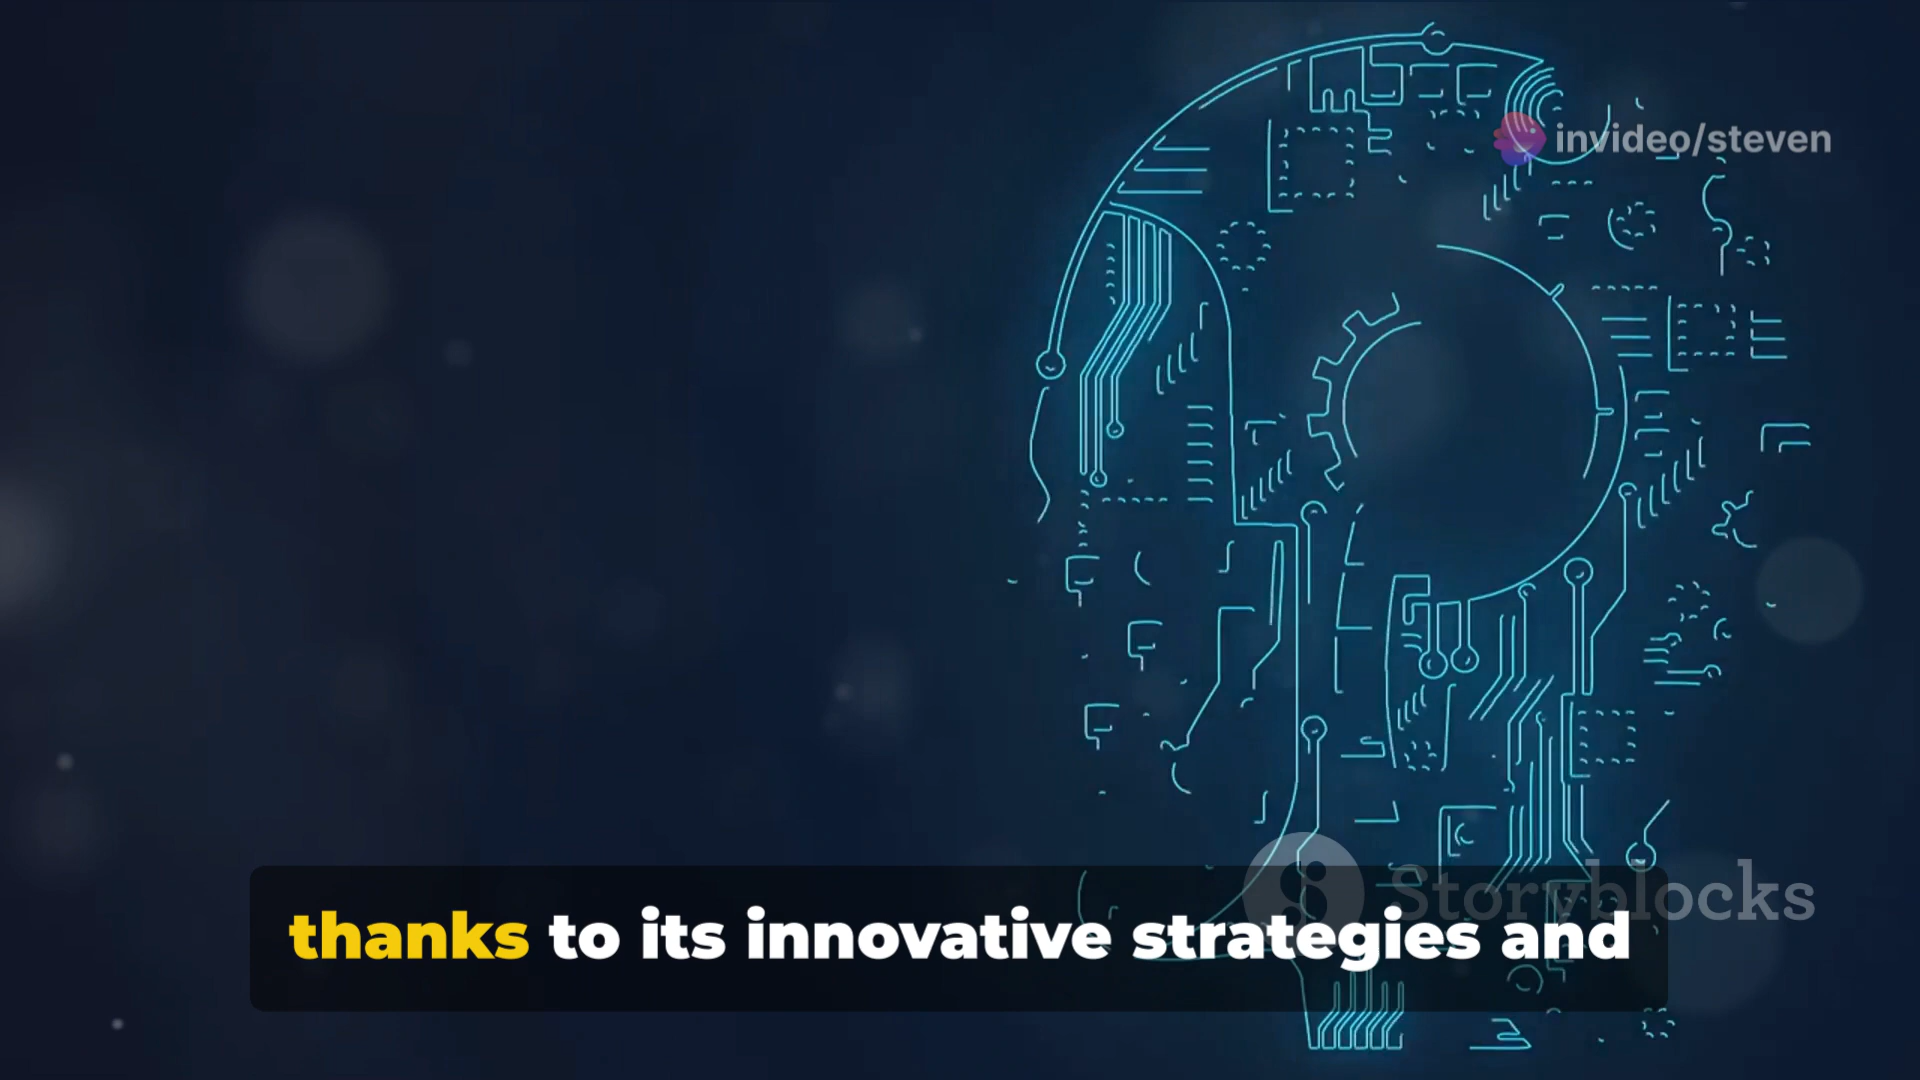 invideo/steven
Storyblocks
thanks to its innovative strategies and